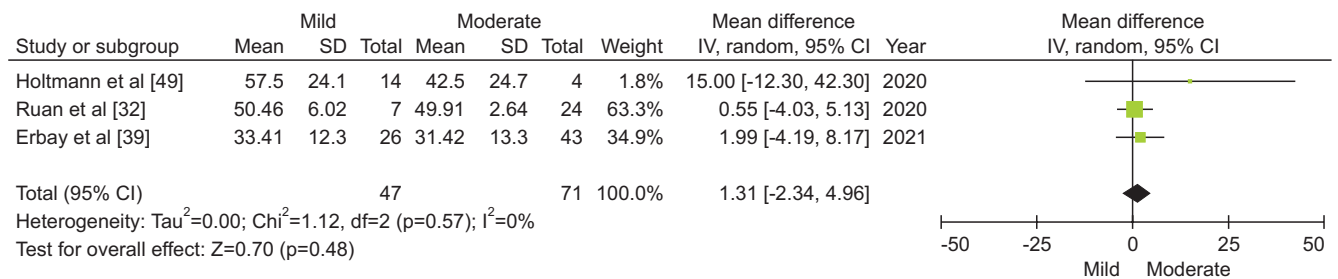 Mild Moderate Mean difference Mean difference
Study or subgroup Mean SD Total Mean SD Total Weight IV, random, 95% CI Year IV, random, 95% CI
Holtmann et al [49] 57.5 24.1 14 42.5 24.7 4 1.8% 15.00 [-12.30, 42.30] 2020
Ruan et al [32] 50.46 6.02 7 49.91 2.64 24 63.3% 0.55 [-4.03, 5.13] 2020
Erbay et al [39] 33.41 12.3 26 31.42 13.3 43 34.9% 1.99 [-4.19, 8.17] 2021
Total (95% CI) 47 71 100.0% 1.31 [-2.34, 4.96]
Heterogeneity: Tau²=0.00; Chi²=1.12, df=2 (p=0.57); I²=0%
Test for overall effect: Z=0.70 (p=0.48)
-50 -25 0 25 50
Mild Moderate